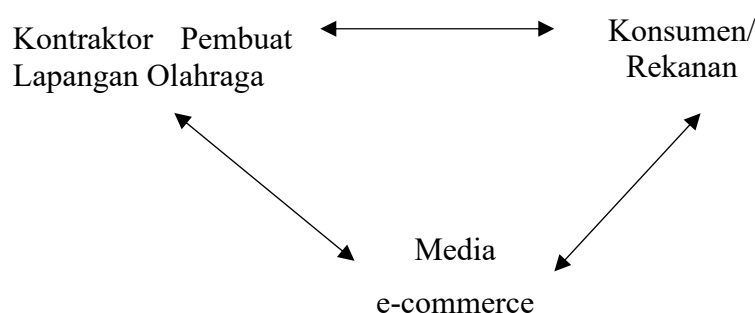 Kontraktor Pembuat
Lapangan Olahraga
Konsumen/
Rekanan
Media
e-commerce